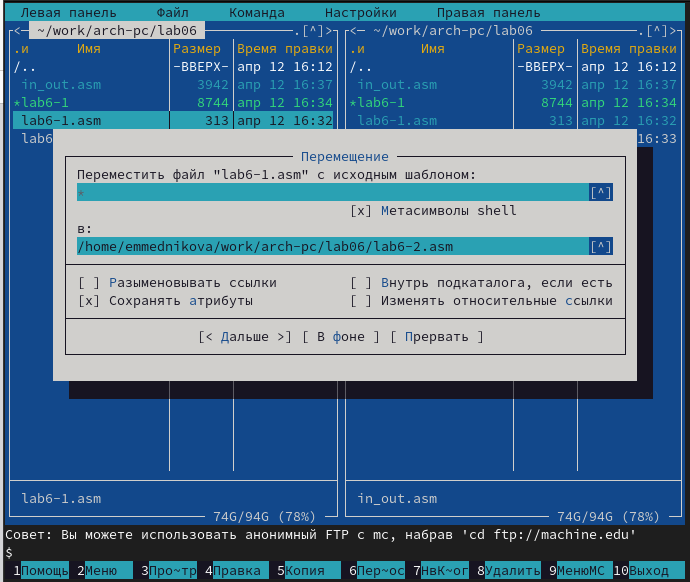 Левая панель Файл Команда Настройки Правая панель
<— ~/work/arch-pc/lab06 —.[^]> <— ~/work/arch-pc/lab06 —.[^]>
.и Имя Размер Время правки .и Имя Размер Время правки
/.. -ВВЕРХ- апр 12 16:12 /.. -ВВЕРХ- апр 12 16:12
in_out.asm 3942 апр 12 16:37 in_out.asm 3942 апр 12 16:37
*lab6-1 8744 апр 12 16:34 *lab6-1 8744 апр 12 16:34
lab6-1.asm 313 апр 12 16:32 lab6-1.asm 313 апр 12 16:32
lab6 16:33
Перемещение
Переместить файл "lab6-1.asm" с исходным шаблоном:
* [^]
[x] Метасимволы shell
в:
/home/emmednikova/work/arch-pc/lab06/lab6-2.asm [^]
[ ] Разыменовывать ссылки [ ] Внутрь подкаталога, если есть
[x] Сохранять атрибуты [ ] Изменять относительные ссылки
[< Дальше >] [ В фоне ] [ Прервать ]
lab6-1.asm in_out.asm
74G/94G (78%) 74G/94G (78%)
Совет: Вы можете использовать анонимный FTP с mc, набрав 'cd ftp://machine.edu'
$
1Помощь 2Меню 3Про~тр 4Правка 5Копия 6Пер~ос 7НвК~ог 8Удалить 9МенюMC 10Выход